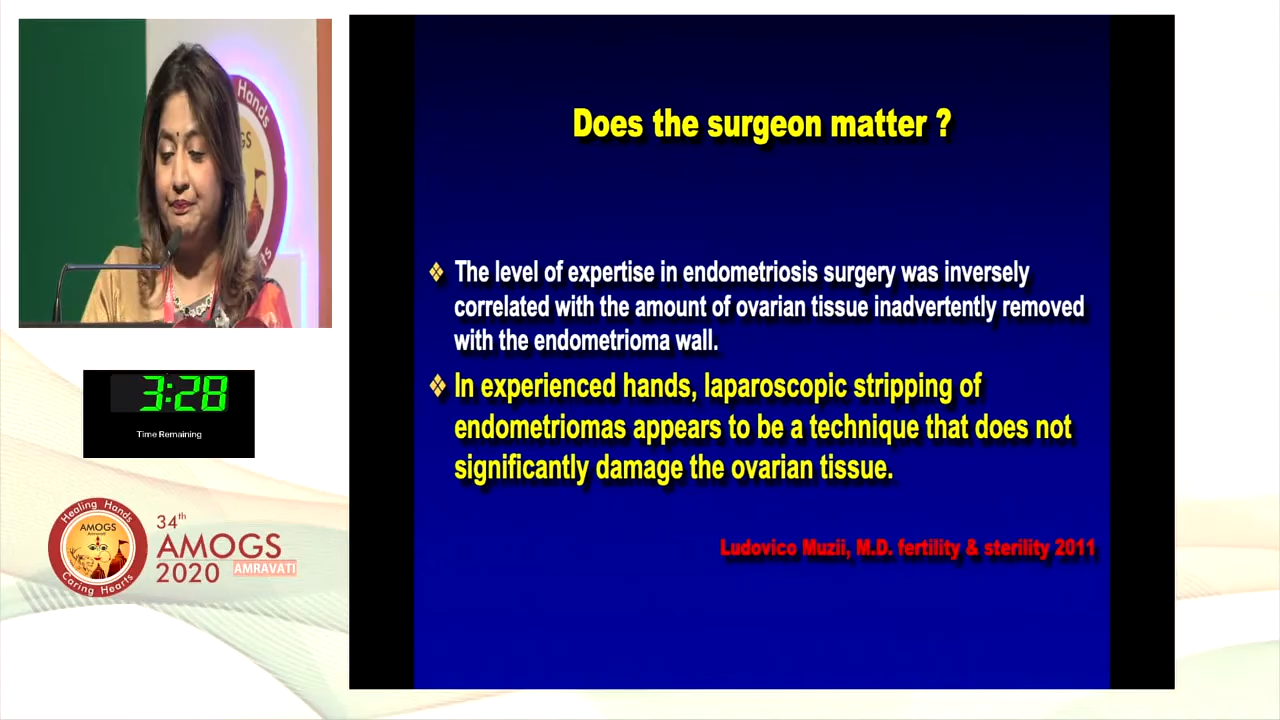 Hands
GS
Does the surgeon matter ?
❖ The level of expertise in endometriosis surgery was inversely
correlated with the amount of ovarian tissue inadvertently removed
with the endometrioma wall.
❖ In experienced hands, laparoscopic stripping of
endometriomas appears to be a technique that does not
significantly damage the ovarian tissue.
Ludovico Muzii, M.D. fertility & sterility 2011
3:28
Time Remaining
Healing Hands
AMOGS
Amravati
Caring Hearts
34th
AMOGS
2020 AMRAVATI